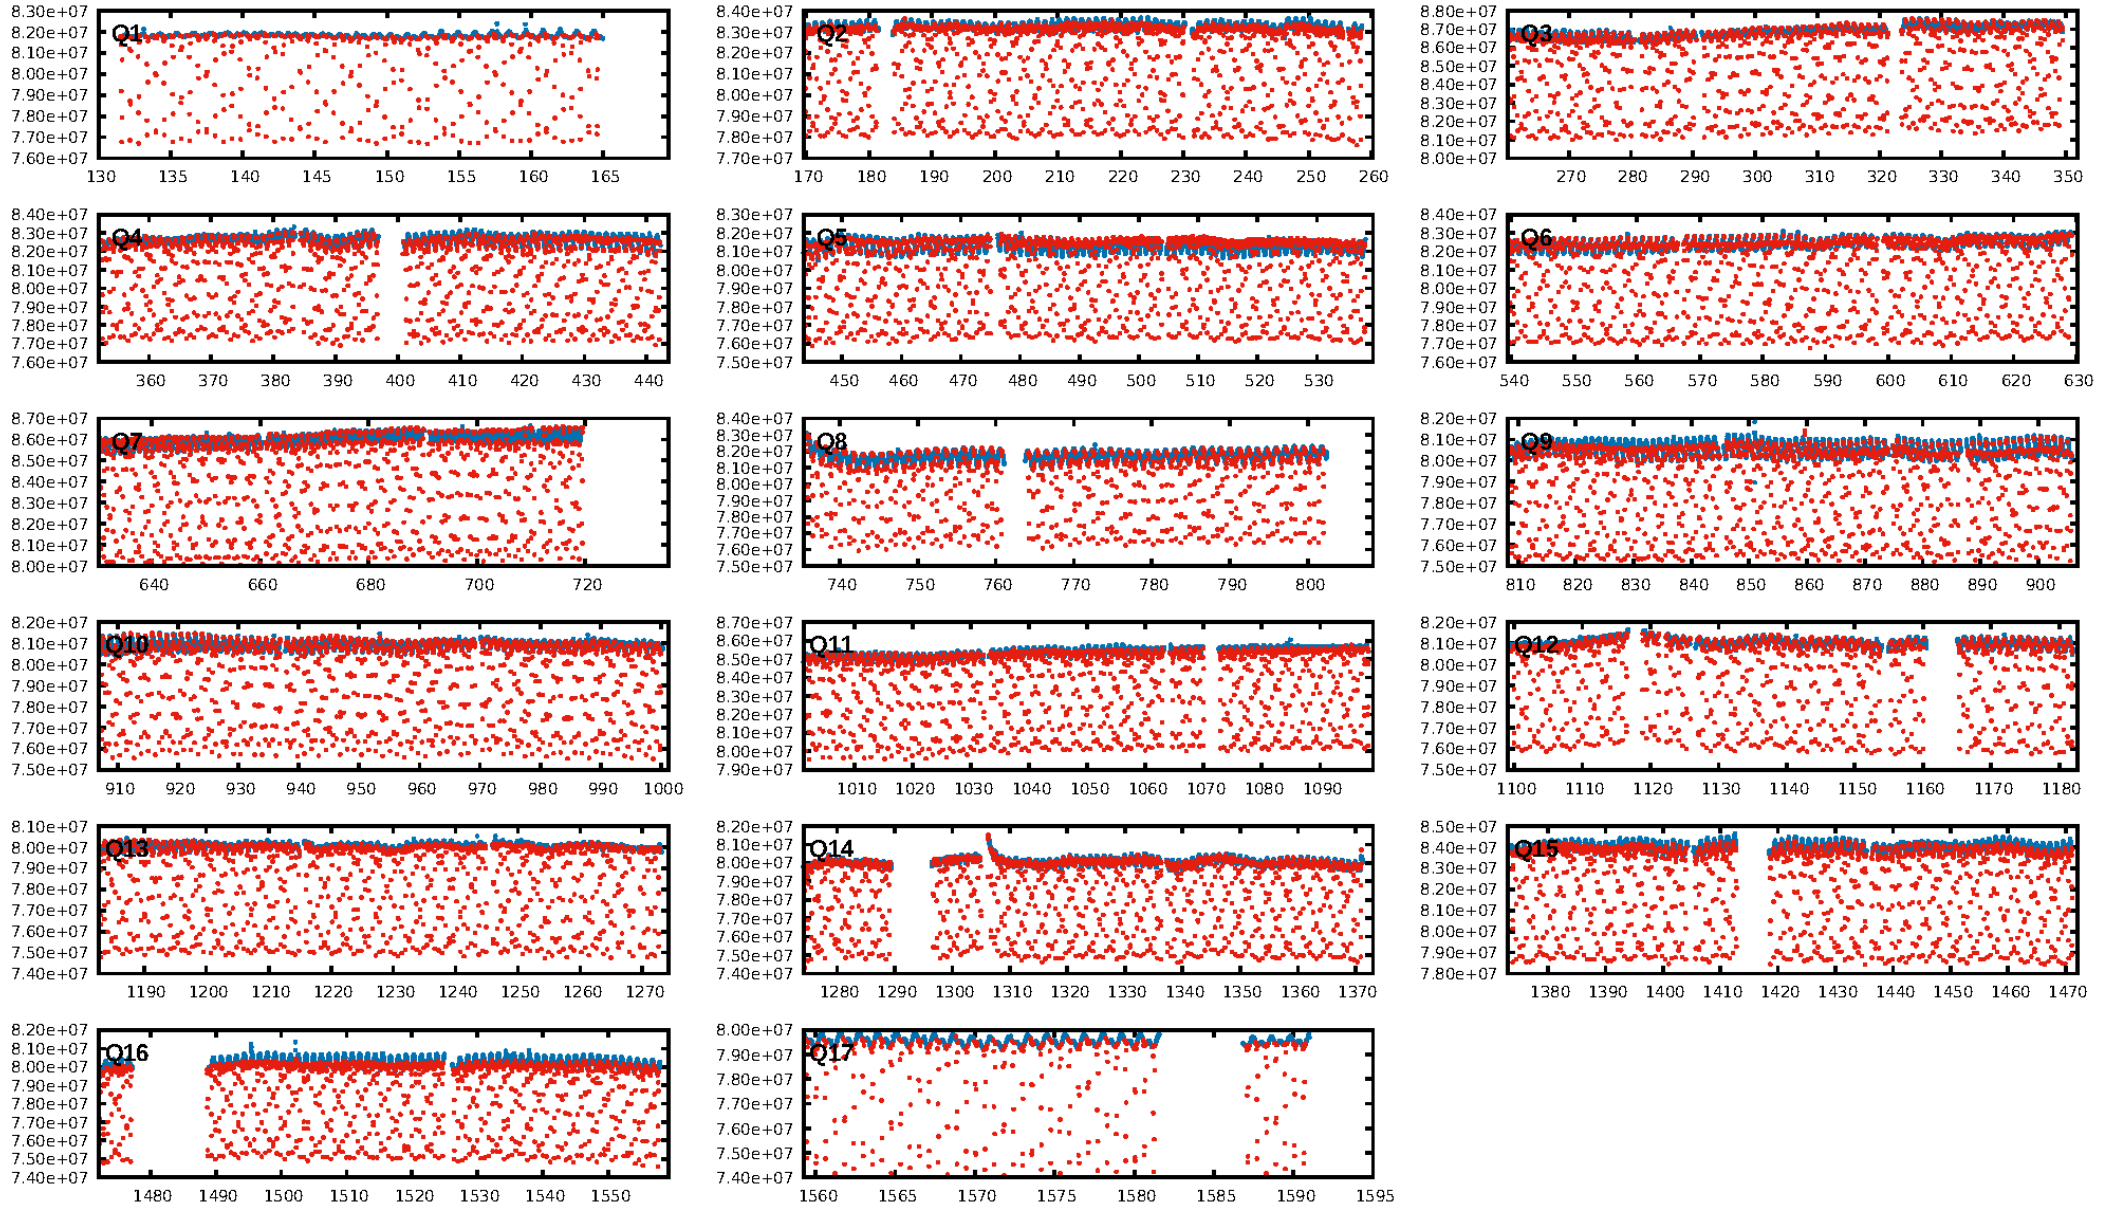 8.30e+07
8.20e+07
8.10e+07
8.00e+07
7.90e+07
7.80e+07
7.70e+07
7.60e+07
Q1
130 135 140 145 150 155 160 165
8.40e+07
8.30e+07
8.20e+07
8.10e+07
8.00e+07
7.90e+07
7.80e+07
7.70e+07
Q2
170 180 190 200 210 220 230 240 250 260
8.80e+07
8.70e+07
8.60e+07
8.50e+07
8.40e+07
8.30e+07
8.20e+07
8.10e+07
8.00e+07
Q3
270 280 290 300 310 320 330 340 350
8.40e+07
8.30e+07
8.20e+07
8.10e+07
8.00e+07
7.90e+07
7.80e+07
7.70e+07
7.60e+07
Q4
360 370 380 390 400 410 420 430 440
8.30e+07
8.20e+07
8.10e+07
8.00e+07
7.90e+07
7.80e+07
7.70e+07
7.60e+07
7.50e+07
Q5
450 460 470 480 490 500 510 520 530
8.40e+07
8.30e+07
8.20e+07
8.10e+07
8.00e+07
7.90e+07
7.80e+07
7.70e+07
7.60e+07
Q6
540 550 560 570 580 590 600 610 620 630
8.70e+07
8.60e+07
8.50e+07
8.40e+07
8.30e+07
8.20e+07
8.10e+07
8.00e+07
Q7
640 660 680 700 720
8.40e+07
8.30e+07
8.20e+07
8.10e+07
8.00e+07
7.90e+07
7.80e+07
7.70e+07
7.60e+07
7.50e+07
Q8
740 750 760 770 780 790 800
8.20e+07
8.10e+07
8.00e+07
7.90e+07
7.80e+07
7.70e+07
7.60e+07
7.50e+07
Q9
810 820 830 840 850 860 870 880 890 900
8.20e+07
8.10e+07
8.00e+07
7.90e+07
7.80e+07
7.70e+07
7.60e+07
7.50e+07
Q10
910 920 930 940 950 960 970 980 990 1000
8.70e+07
8.60e+07
8.50e+07
8.40e+07
8.30e+07
8.20e+07
8.10e+07
8.00e+07
7.90e+07
Q11
1010 1020 1030 1040 1050 1060 1070 1080 1090
8.20e+07
8.10e+07
8.00e+07
7.90e+07
7.80e+07
7.70e+07
7.60e+07
7.50e+07
Q12
1100 1110 1120 1130 1140 1150 1160 1170 1180
8.10e+07
8.00e+07
7.90e+07
7.80e+07
7.70e+07
7.60e+07
7.50e+07
7.40e+07
Q13
1190 1200 1210 1220 1230 1240 1250 1260 1270
8.20e+07
8.10e+07
8.00e+07
7.90e+07
7.80e+07
7.70e+07
7.60e+07
7.50e+07
7.40e+07
Q14
1280 1290 1300 1310 1320 1330 1340 1350 1360 1370
8.50e+07
8.40e+07
8.30e+07
8.20e+07
8.10e+07
8.00e+07
7.90e+07
7.80e+07
Q15
1380 1390 1400 1410 1420 1430 1440 1450 1460 1470
8.20e+07
8.10e+07
8.00e+07
7.90e+07
7.80e+07
7.70e+07
7.60e+07
7.50e+07
7.40e+07
Q16
1480 1490 1500 1510 1520 1530 1540 1550
8.00e+07
7.90e+07
7.80e+07
7.70e+07
7.60e+07
7.50e+07
7.40e+07
Q17
1560 1565 1570 1575 1580 1585 1590 1595